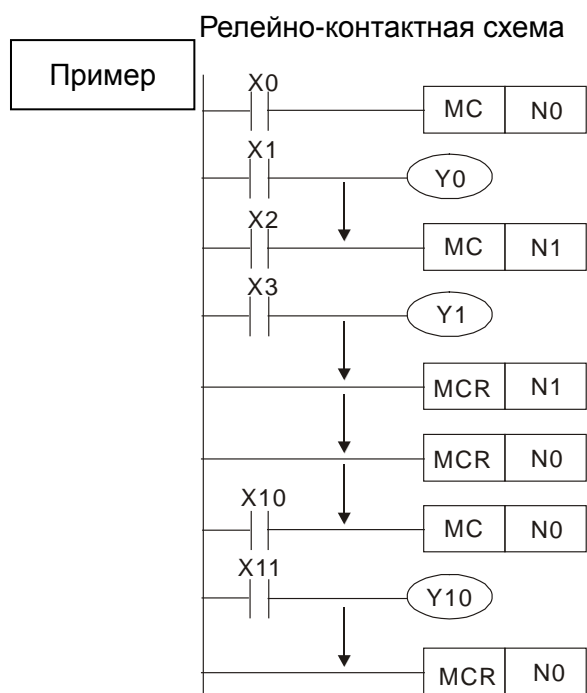 Релейно-контактная схема
Пример
X0
MC N0
X1
Y0
X2
MC N1
X3
Y1
MCR N1
MCR N0
X10
MC N0
X11
Y10
MCR N0